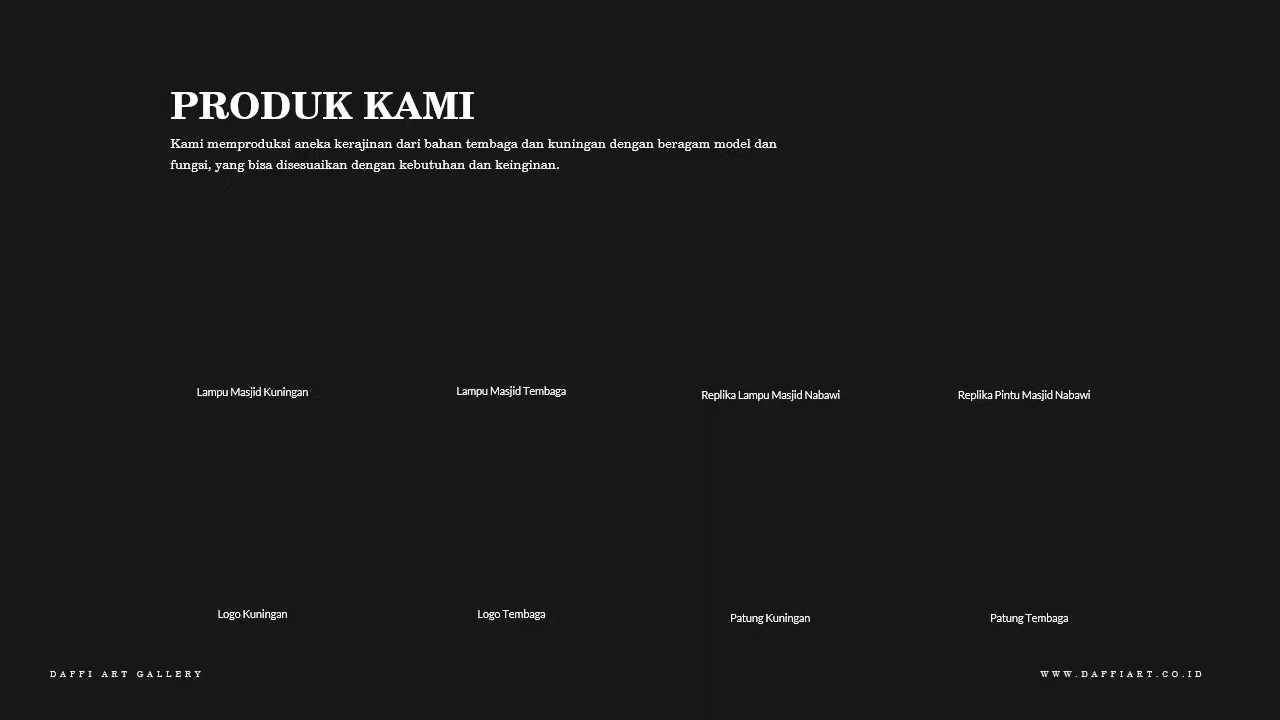 PRODUK KAMI
Kami memproduksi aneka kerajinan dari bahan tembaga dan kuningan dengan beragam model dan
fungsi, yang bisa disesuaikan dengan kebutuhan dan keinginan.
Lampu Masjid Kuningan
Lampu Masjid Tembaga
Replika Lampu Masjid Nabawi
Replika Pintu Masjid Nabawi
Logo Kuningan
Logo Tembaga
Patung Kuningan
Patung Tembaga
DAFFI ART GALLERY
WWW.DAFFIART.CO.ID